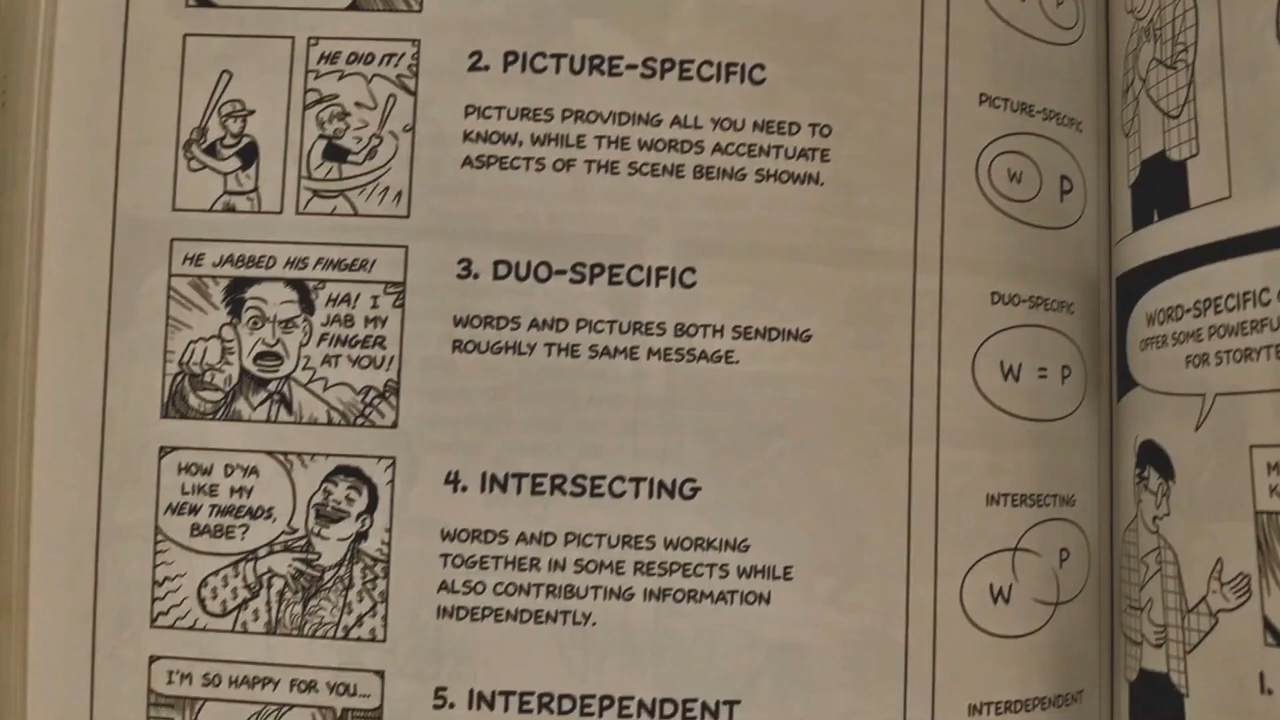 HE DID IT!
2. PICTURE-SPECIFIC
PICTURES PROVIDING ALL YOU NEED TO
KNOW, WHILE THE WORDS ACCENTUATE
ASPECTS OF THE SCENE BEING SHOWN.
HE JABBED HIS FINGER!
HA! I
JAB MY
FINGER
AT YOU!
3. DUO-SPECIFIC
WORDS AND PICTURES BOTH SENDING
ROUGHLY THE SAME MESSAGE.
HOW D'YA
LIKE MY
NEW THREADS,
BABE?
4. INTERSECTING
WORDS AND PICTURES WORKING
TOGETHER IN SOME RESPECTS WHILE
ALSO CONTRIBUTING INFORMATION
INDEPENDENTLY.
I'M SO HAPPY FOR YOU...
5. INTERDEPENDENT
PICTURE-SPECIFIC
W P
DUO-SPECIFIC
W = P
INTERSECTING
W P
INTERDEPENDENT
WORD-SPECIFIC
OFFER SOME
FOR
1.